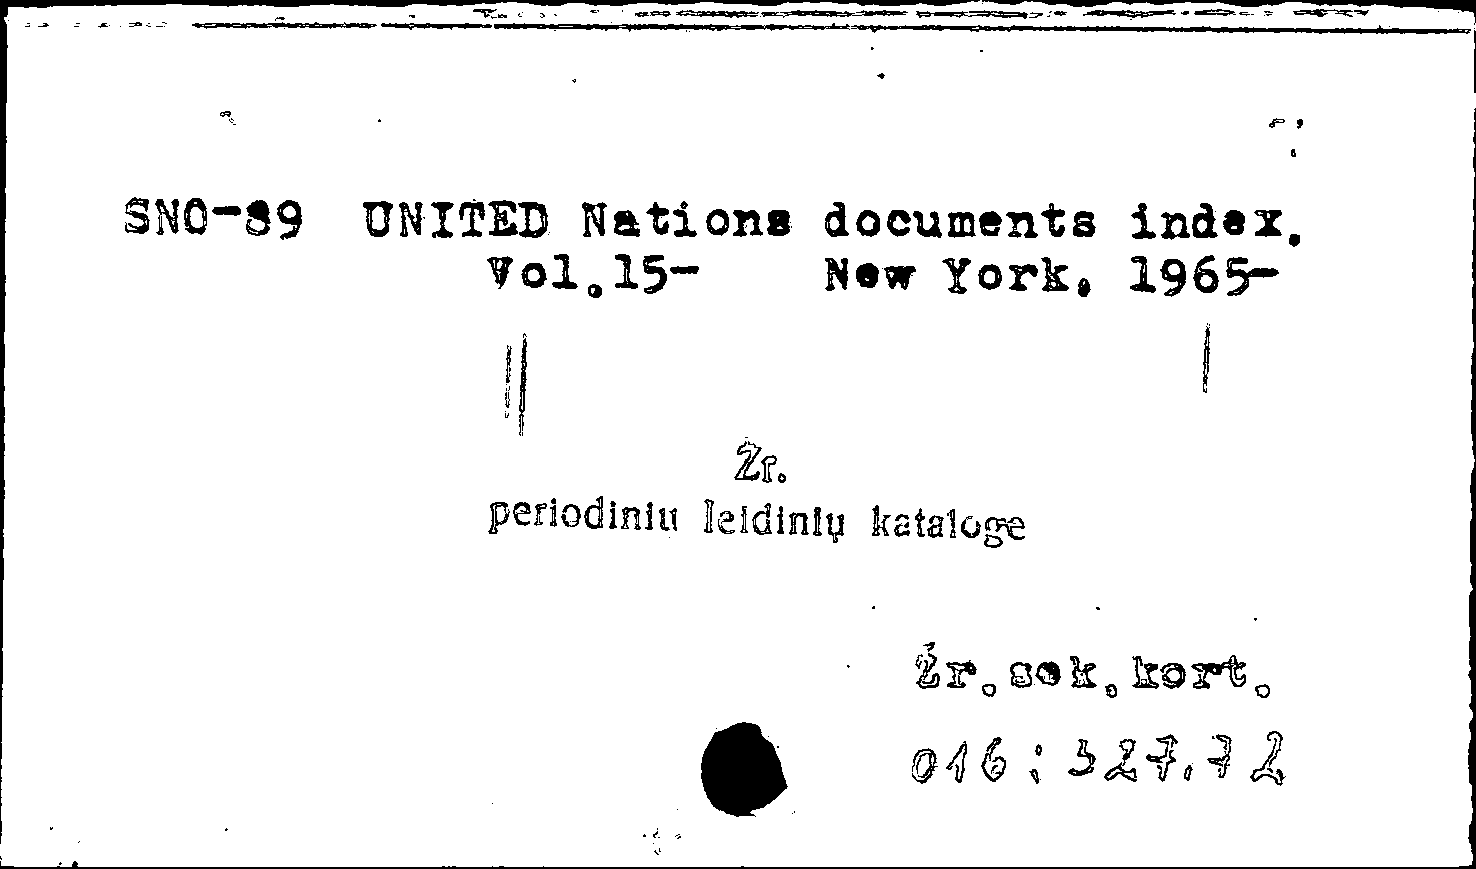 SNO-89 UNITED Nations documents index.
Vol.15- New York, 1965-
Žr.
periodinių leidinių kataloge
Žr.sek.kort.
016:327.72